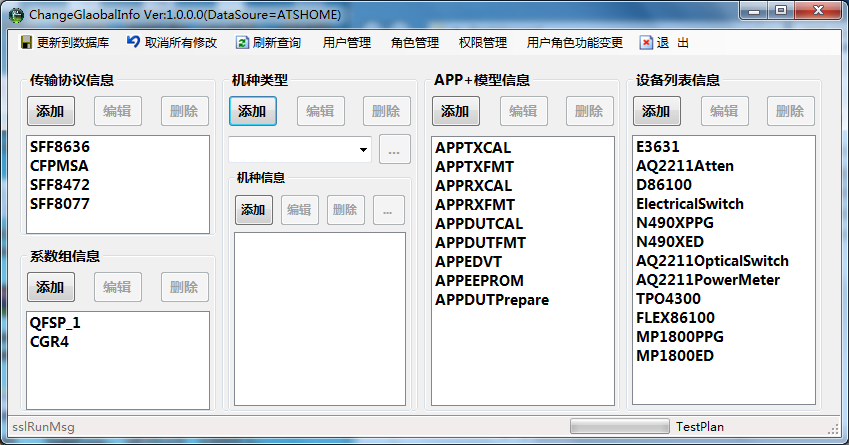 ChangeGlaobalInfo Ver:1.0.0.0(DataSoure=ATSHOME)
更新到数据库 取消所有修改 刷新查询 用户管理 角色管理 权限管理 用户角色功能变更 退 出
传输协议信息
添加 编辑 删除
SFF8636
CFPMSA
SFF8472
SFF8077
系数组信息
添加 编辑 删除
QFSP_1
CGR4
机种类型
添加 编辑 删除
...
机种信息
添加 编辑 删除 ...
APP+模型信息
添加 编辑 删除
APPTXCAL
APPTXFMT
APPRXCAL
APPRXFMT
APPDUTCAL
APPDUTFMT
APPEDVT
APPEEPROM
APPDUTPrepare
设备列表信息
添加 编辑 删除
E3631
AQ2211Atten
D86100
ElectricalSwitch
N490XPPG
N490XED
AQ2211OpticalSwitch
AQ2211PowerMeter
TPO4300
FLEX86100
MP1800PPG
MP1800ED
sslRunMsg TestPlan